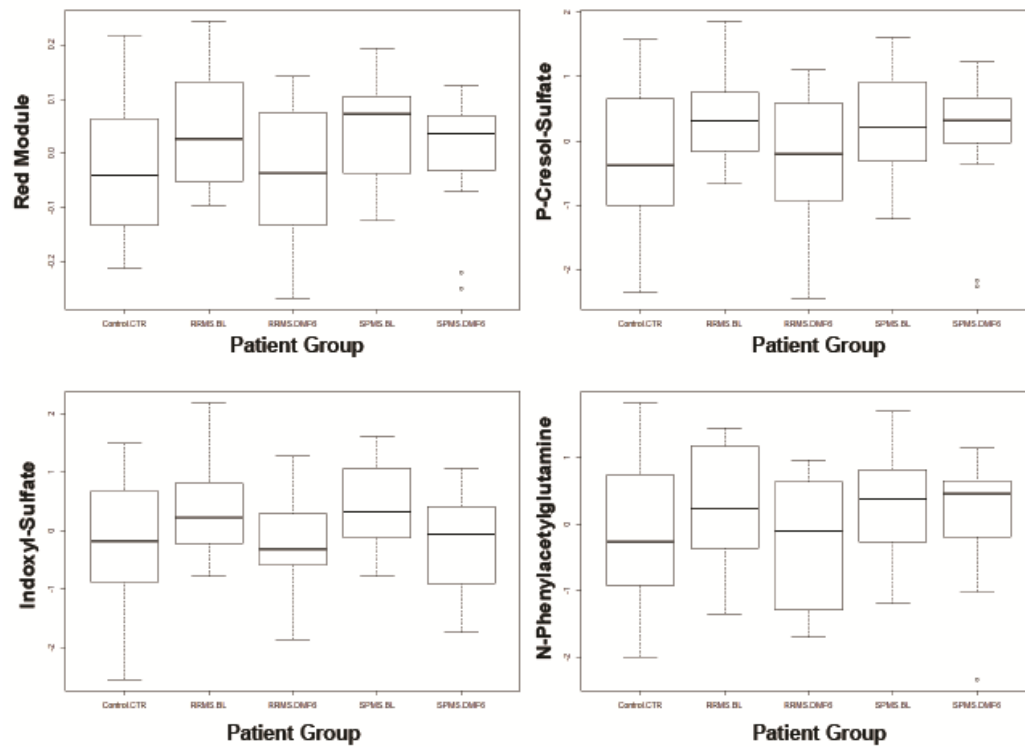 Red Module
0.2
0.1
0.0
-0.1
-0.2
Control.CTR RRMS.BL RRMS.DMF6 SPMS.BL SPMS.DMF6
Patient Group
P-Cresol-Sulfate
2
1
0
-1
-2
Control.CTR RRMS.BL RRMS.DMF6 SPMS.BL SPMS.DMF6
Patient Group
Indoxyl-Sulfate
2
1
0
-1
-2
Control.CTR RRMS.BL RRMS.DMF6 SPMS.BL SPMS.DMF6
Patient Group
N-Phenylacetylglutamine
1
0
-1
-2
Control.CTR RRMS.BL RRMS.DMF6 SPMS.BL SPMS.DMF6
Patient Group